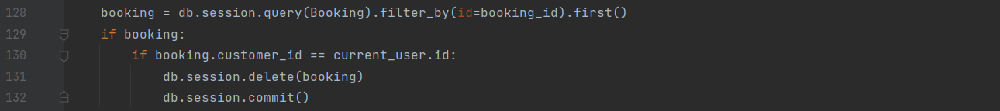 128 booking = db.session.query(Booking).filter_by(id=booking_id).first()
129 if booking:
130 if booking.customer_id == current_user.id:
131 db.session.delete(booking)
132 db.session.commit()